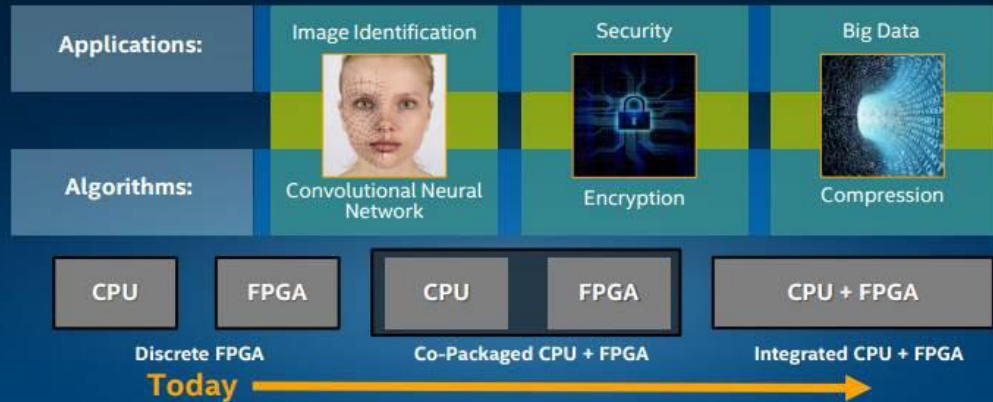 Applications:
Image Identification
Security
Big Data
Algorithms:
Convolutional Neural
Network
Encryption
Compression
CPU
FPGA
CPU
FPGA
CPU + FPGA
Discrete FPGA
Co-Packaged CPU + FPGA
Integrated CPU + FPGA
Today